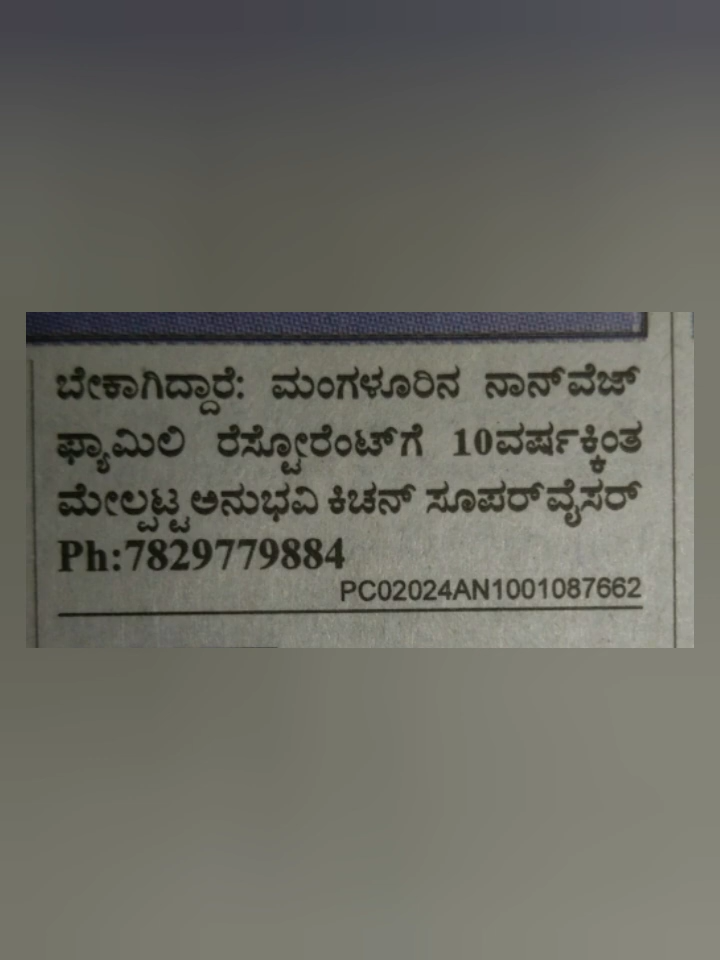 ಬೇಕಾಗಿದ್ದಾರೆ: ಮಂಗಳೂರಿನ ನಾನ್‌ವೆಜ್
ಫ್ಯಾಮಿಲಿ ರೆಸ್ಟೋರೆಂಟ್‌ಗೆ 10ವರ್ಷಕ್ಕಿಂತ
ಮೇಲ್ಪಟ್ಟ ಅನುಭವಿ ಕಿಚನ್ ಸೂಪರ್‌ವೈಸರ್
Ph:7829779884
PC02024AN1001087662